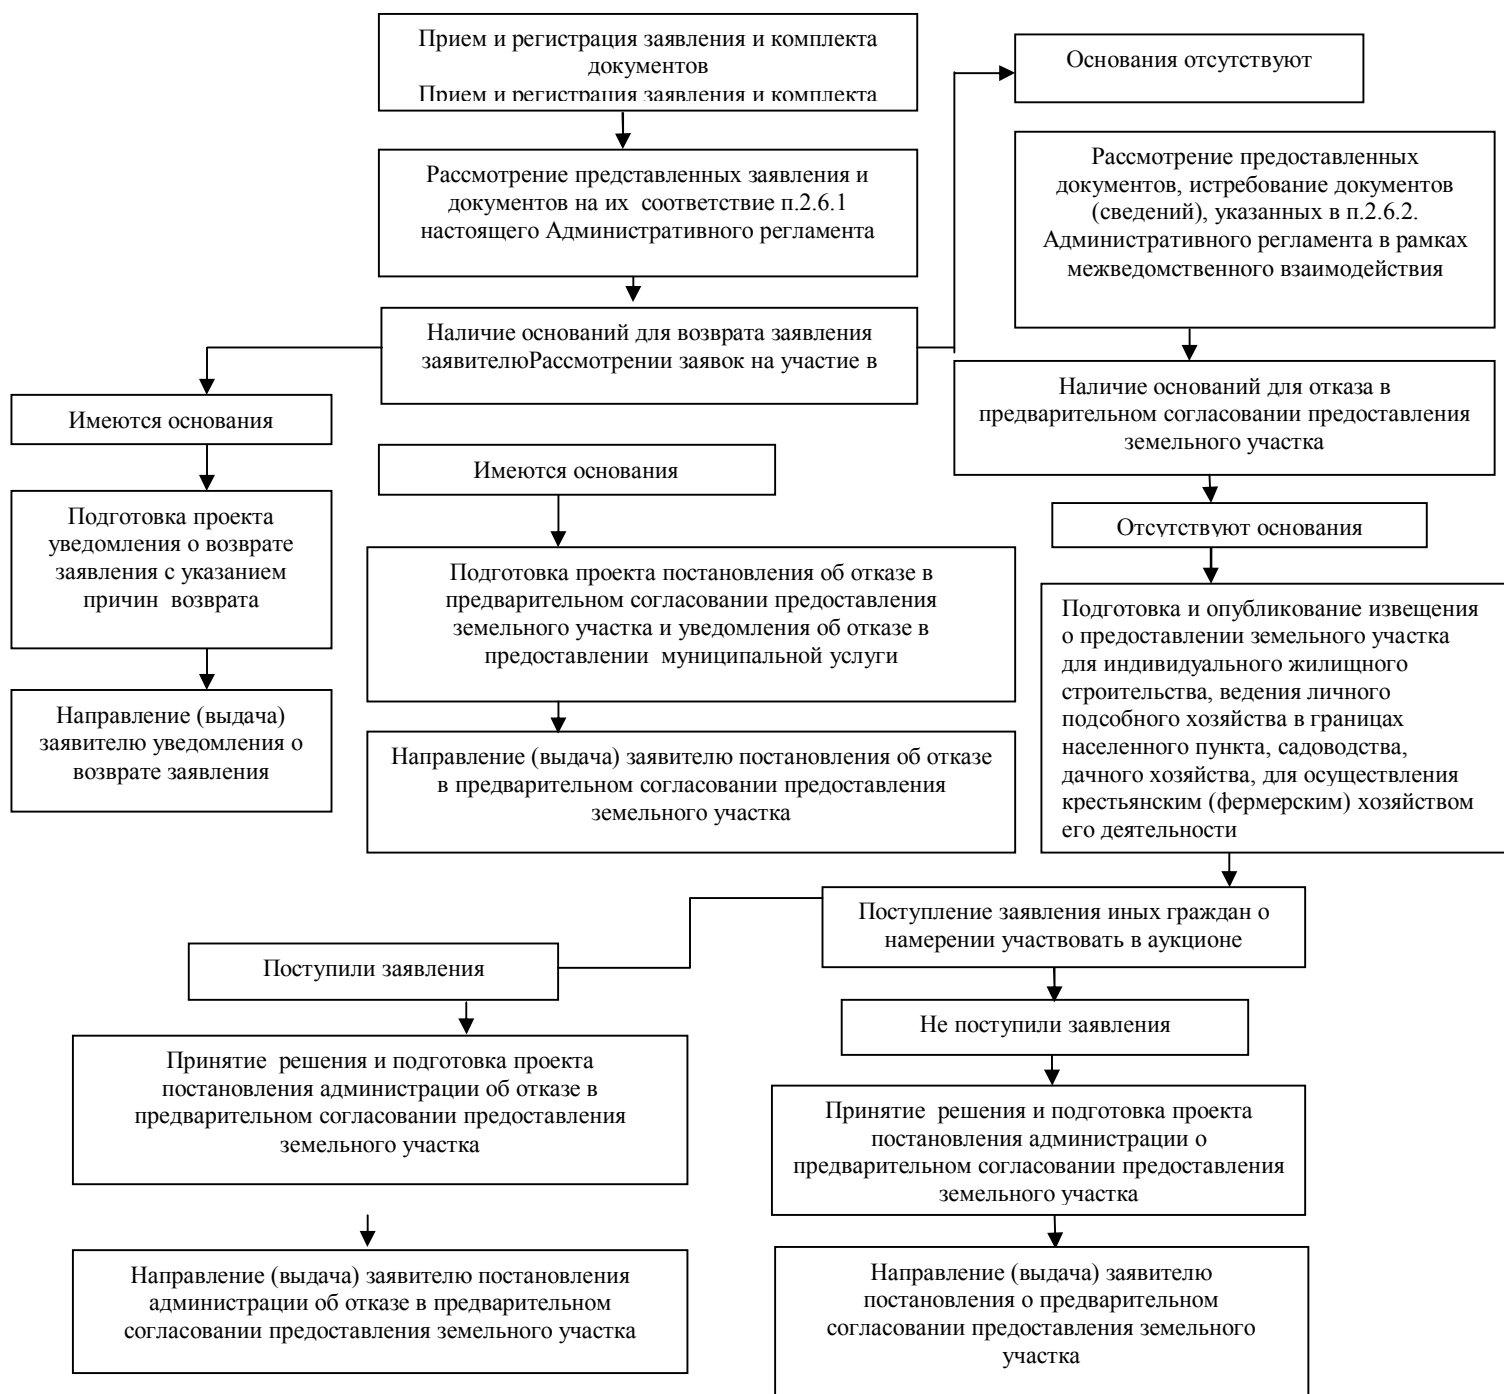 Прием и регистрация заявления и комплекта
документов
Прием и регистрация заявления и комплекта
Основания отсутствуют
Рассмотрение представленных заявления и
документов на их соответствие п.2.6.1
настоящего Административного регламента
Рассмотрение предоставленных
документов, истребование документов
(сведений), указанных в п.2.6.2.
Административного регламента в рамках
межведомственного взаимодействия
Наличие оснований для возврата заявления
заявителюРассмотрении заявок на участие в
Наличие оснований для отказа в
предварительном согласовании предоставления
земельного участка
Имеются основания
Имеются основания
Подготовка проекта
уведомления о возврате
заявления с указанием
причин возврата
Отсутствуют основания
Подготовка проекта постановления об отказе в
предварительном согласовании предоставления
земельного участка и уведомления об отказе в
предоставлении муниципальной услуги
Подготовка и опубликование извещения
о предоставлении земельного участка
для индивидуального жилищного
строительства, ведения личного
подсобного хозяйства в границах
населенного пункта, садоводства,
дачного хозяйства, для осуществления
крестьянским (фермерским) хозяйством
его деятельности
Направление (выдача)
заявителю уведомления о
возврате заявления
Направление (выдача) заявителю постановления об отказе
в предварительном согласовании предоставления
земельного участка
Поступление заявления иных граждан о
намерении участвовать в аукционе
Поступили заявления
Не поступили заявления
Принятие решения и подготовка проекта
постановления администрации об отказе в
предварительном согласовании предоставления
земельного участка
Принятие решения и подготовка проекта
постановления администрации о
предварительном согласовании предоставления
земельного участка
Направление (выдача) заявителю постановления
администрации об отказе в предварительном
согласовании предоставления земельного участка
Направление (выдача) заявителю
постановления о предварительном
согласовании предоставления земельного
участка